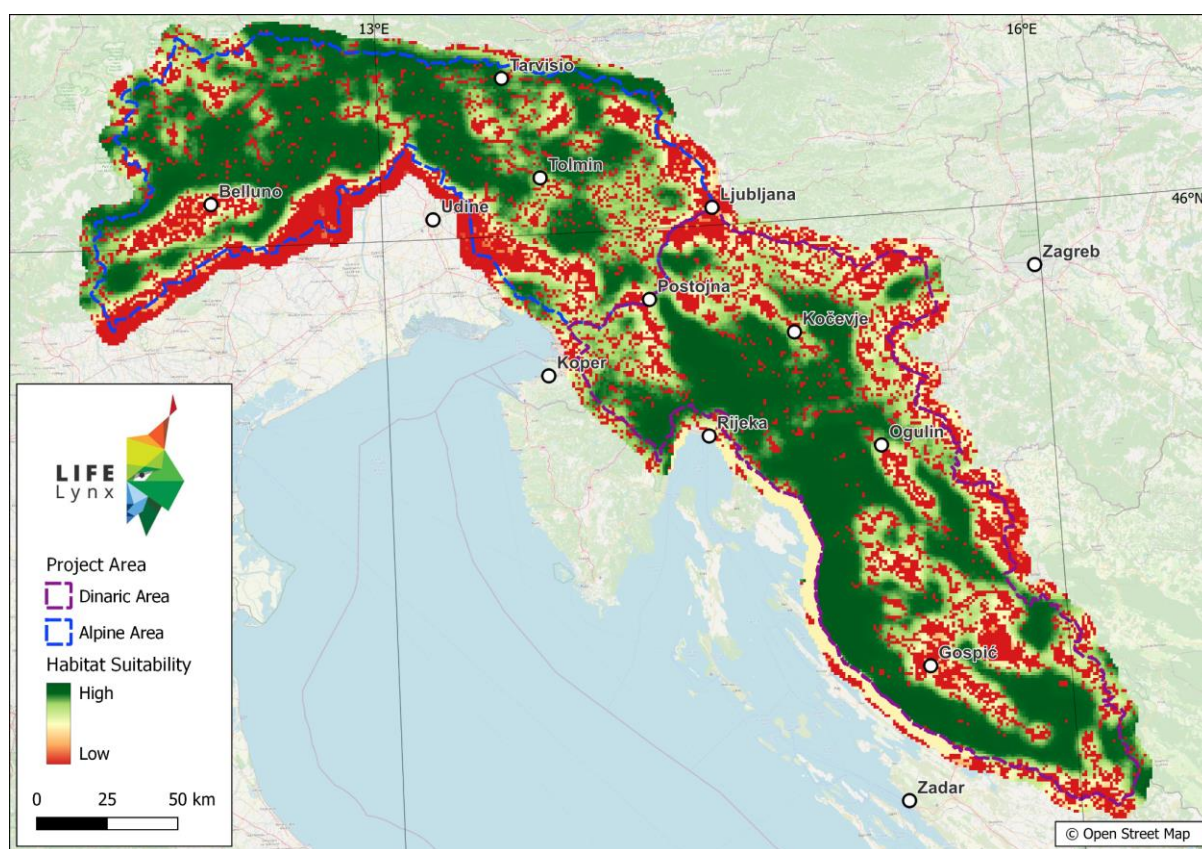 13°E
16°E
Tarvisio
Tolmin
Belluno
Ljubljana
Udine
46°N
Zagreb
Postojna
Kočevje
Koper
Rijeka
Ogulin
Gospić
Zadar
LIFE
Lynx
Project Area
Dinaric Area
Alpine Area
Habitat Suitability
High
Low
0 25 50 km
© Open Street Map